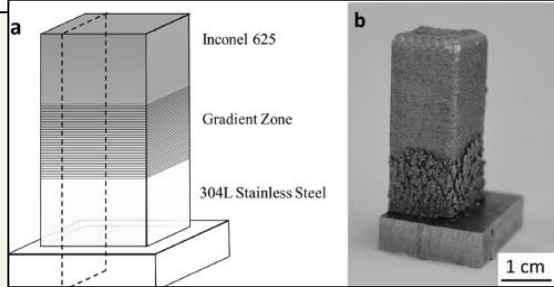 a
Inconel 625
Gradient Zone
304L Stainless Steel
b
1 cm